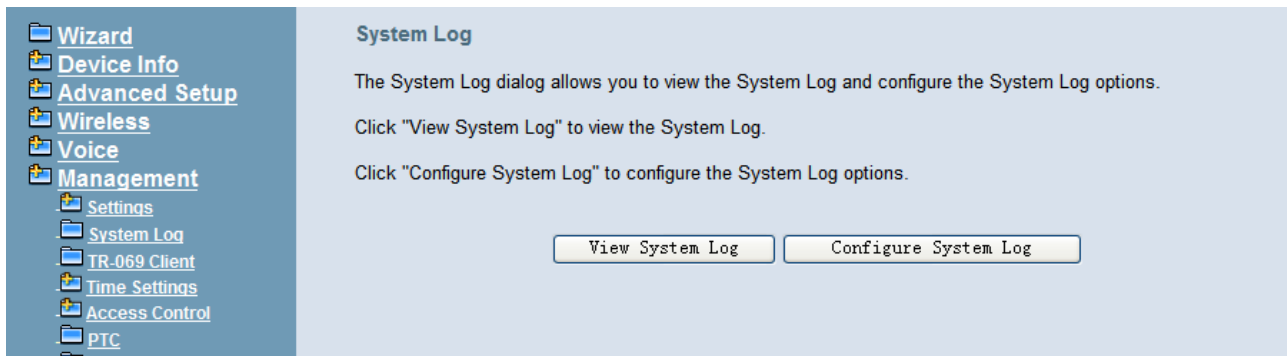 Wizard
Device Info
Advanced Setup
Wireless
Voice
Management
Settings
System Log
TR-069 Client
Time Settings
Access Control
PTC
System Log
The System Log dialog allows you to view the System Log and configure the System Log options.
Click "View System Log" to view the System Log.
Click "Configure System Log" to configure the System Log options.
View System Log
Configure System Log